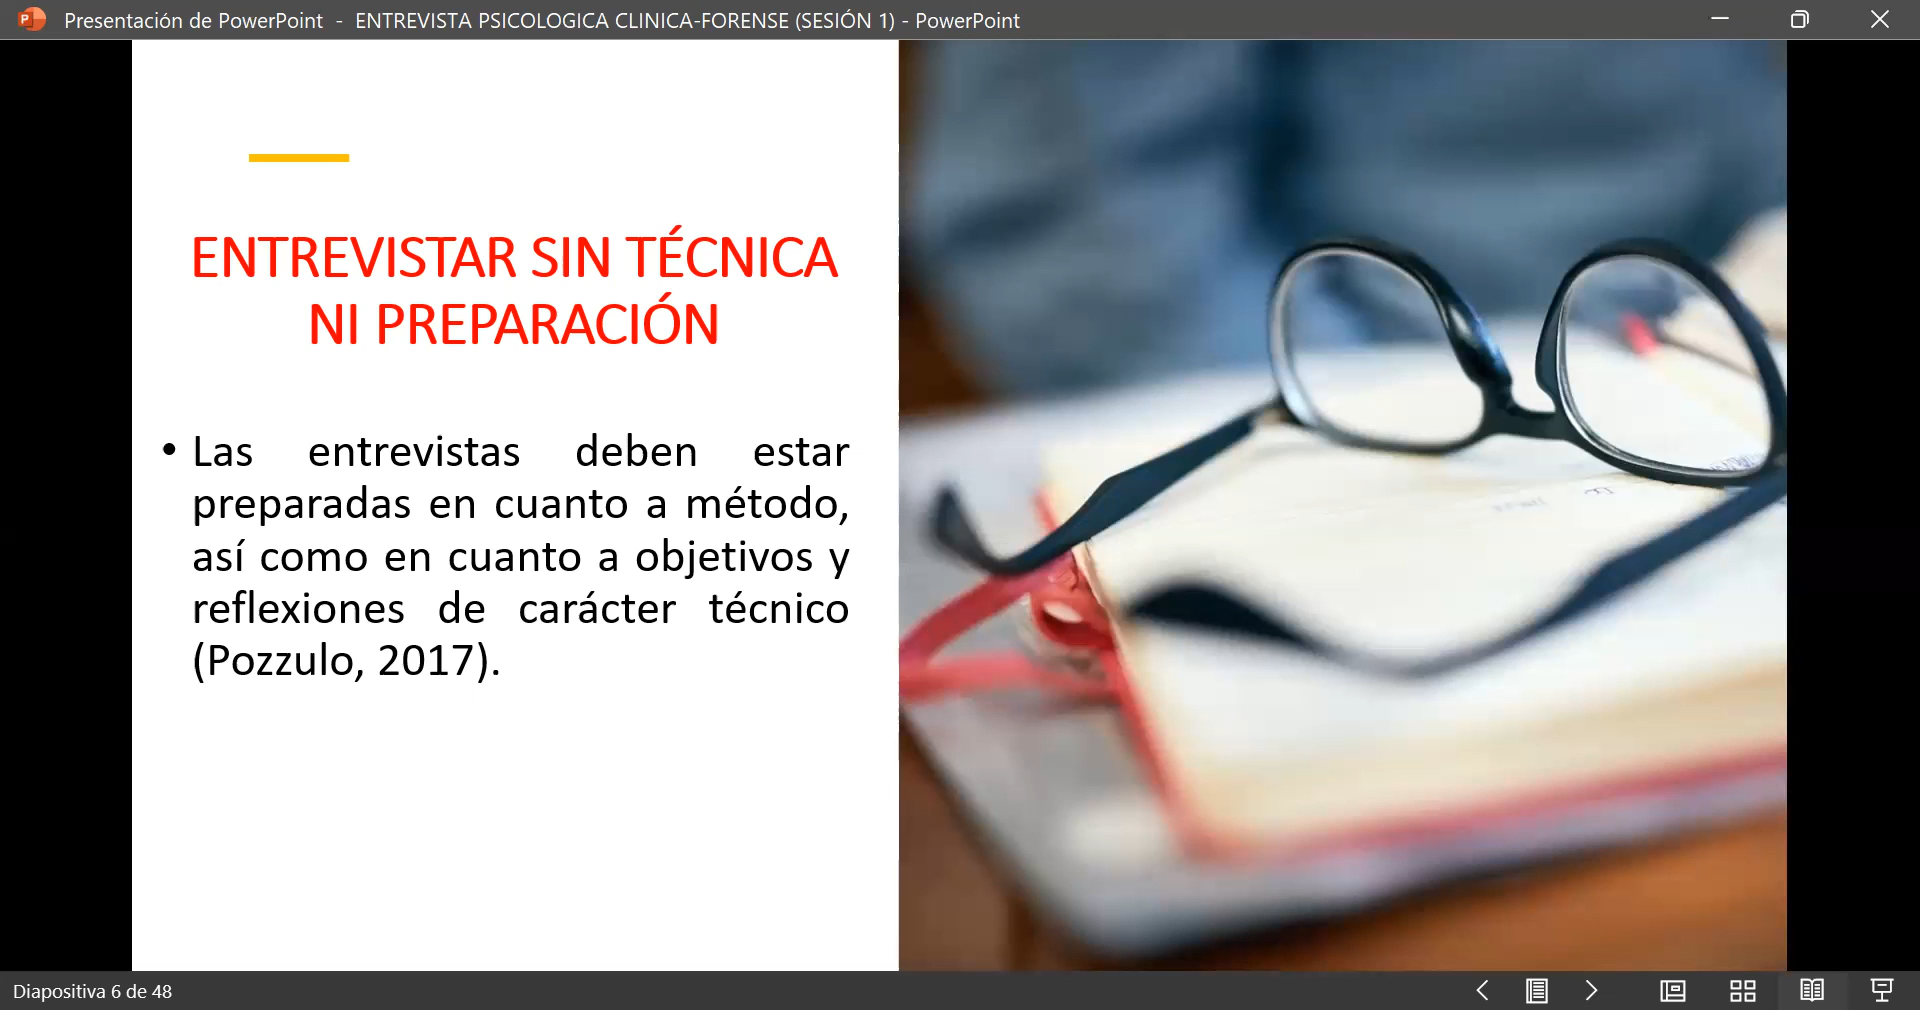 Presentación de PowerPoint - ENTREVISTA PSICOLOGICA CLINICA-FORENSE (SESIÓN 1) - PowerPoint
ENTREVISTAR SIN TÉCNICA
NI PREPARACIÓN
• Las entrevistas deben estar
preparadas en cuanto a método,
así como en cuanto a objetivos y
reflexiones de carácter técnico
(Pozzulo, 2017).
Diapositiva 6 de 48